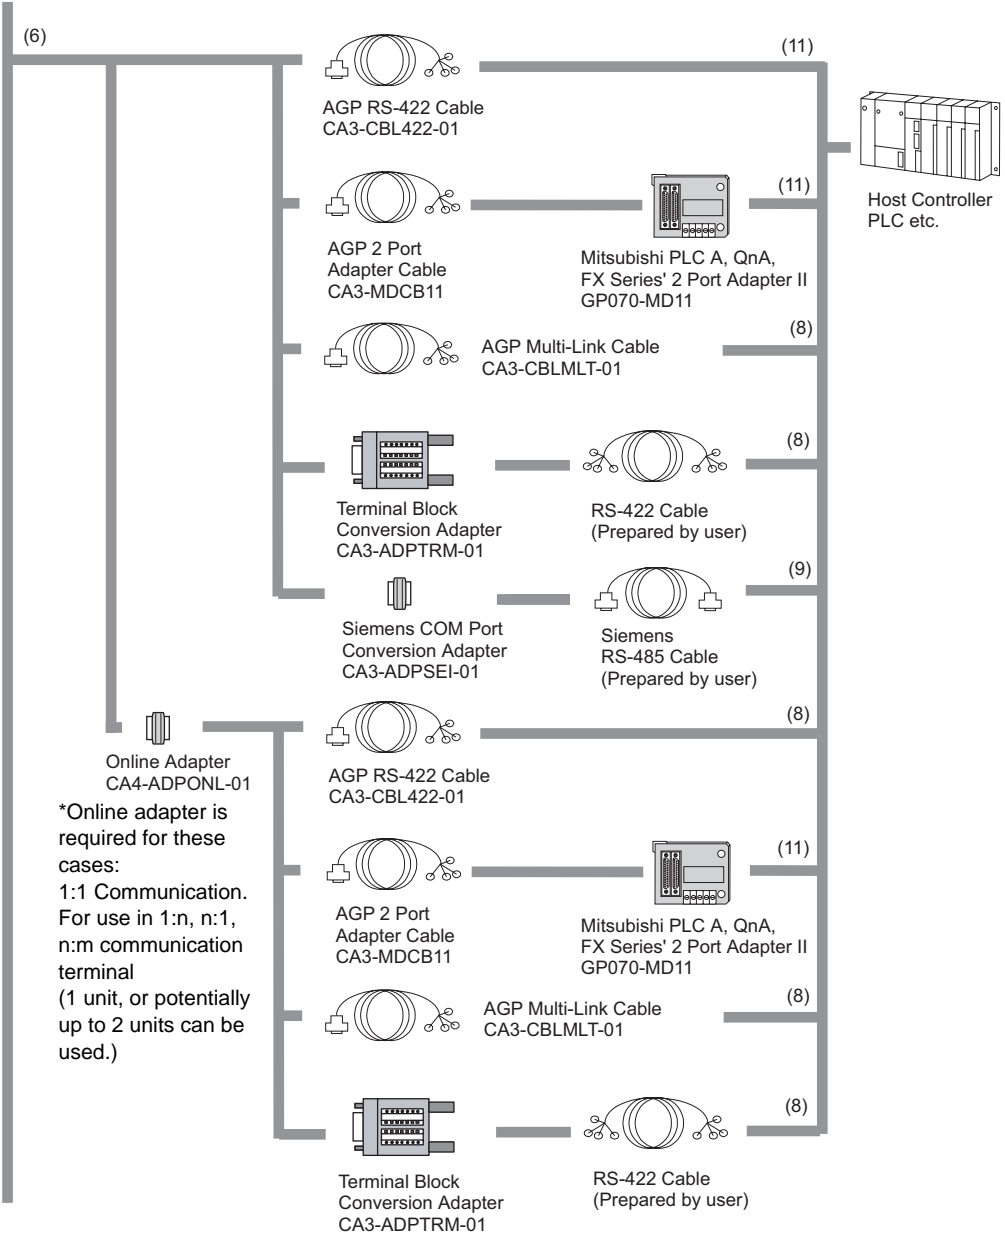 (6)
(11)
AGP RS-422 Cable
CA3-CBL422-01
Host Controller
PLC etc.
(11)
AGP 2 Port
Adapter Cable
CA3-MDCB11
Mitsubishi PLC A, QnA,
FX Series' 2 Port Adapter II
GP070-MD11
(8)
AGP Multi-Link Cable
CA3-CBLMLT-01
(8)
Terminal Block
Conversion Adapter
CA3-ADPTRM-01
RS-422 Cable
(Prepared by user)
(9)
Siemens COM Port
Conversion Adapter
CA3-ADPSEI-01
Siemens
RS-485 Cable
(Prepared by user)
(8)
Online Adapter
CA4-ADPONL-01
AGP RS-422 Cable
CA3-CBL422-01
*Online adapter is
required for these
cases:
1:1 Communication.
For use in 1:n, n:1,
n:m communication
terminal
(1 unit, or potentially
up to 2 units can be
used.)
(11)
AGP 2 Port
Adapter Cable
CA3-MDCB11
Mitsubishi PLC A, QnA,
FX Series' 2 Port Adapter II
GP070-MD11
(8)
AGP Multi-Link Cable
CA3-CBLMLT-01
(8)
Terminal Block
Conversion Adapter
CA3-ADPTRM-01
RS-422 Cable
(Prepared by user)